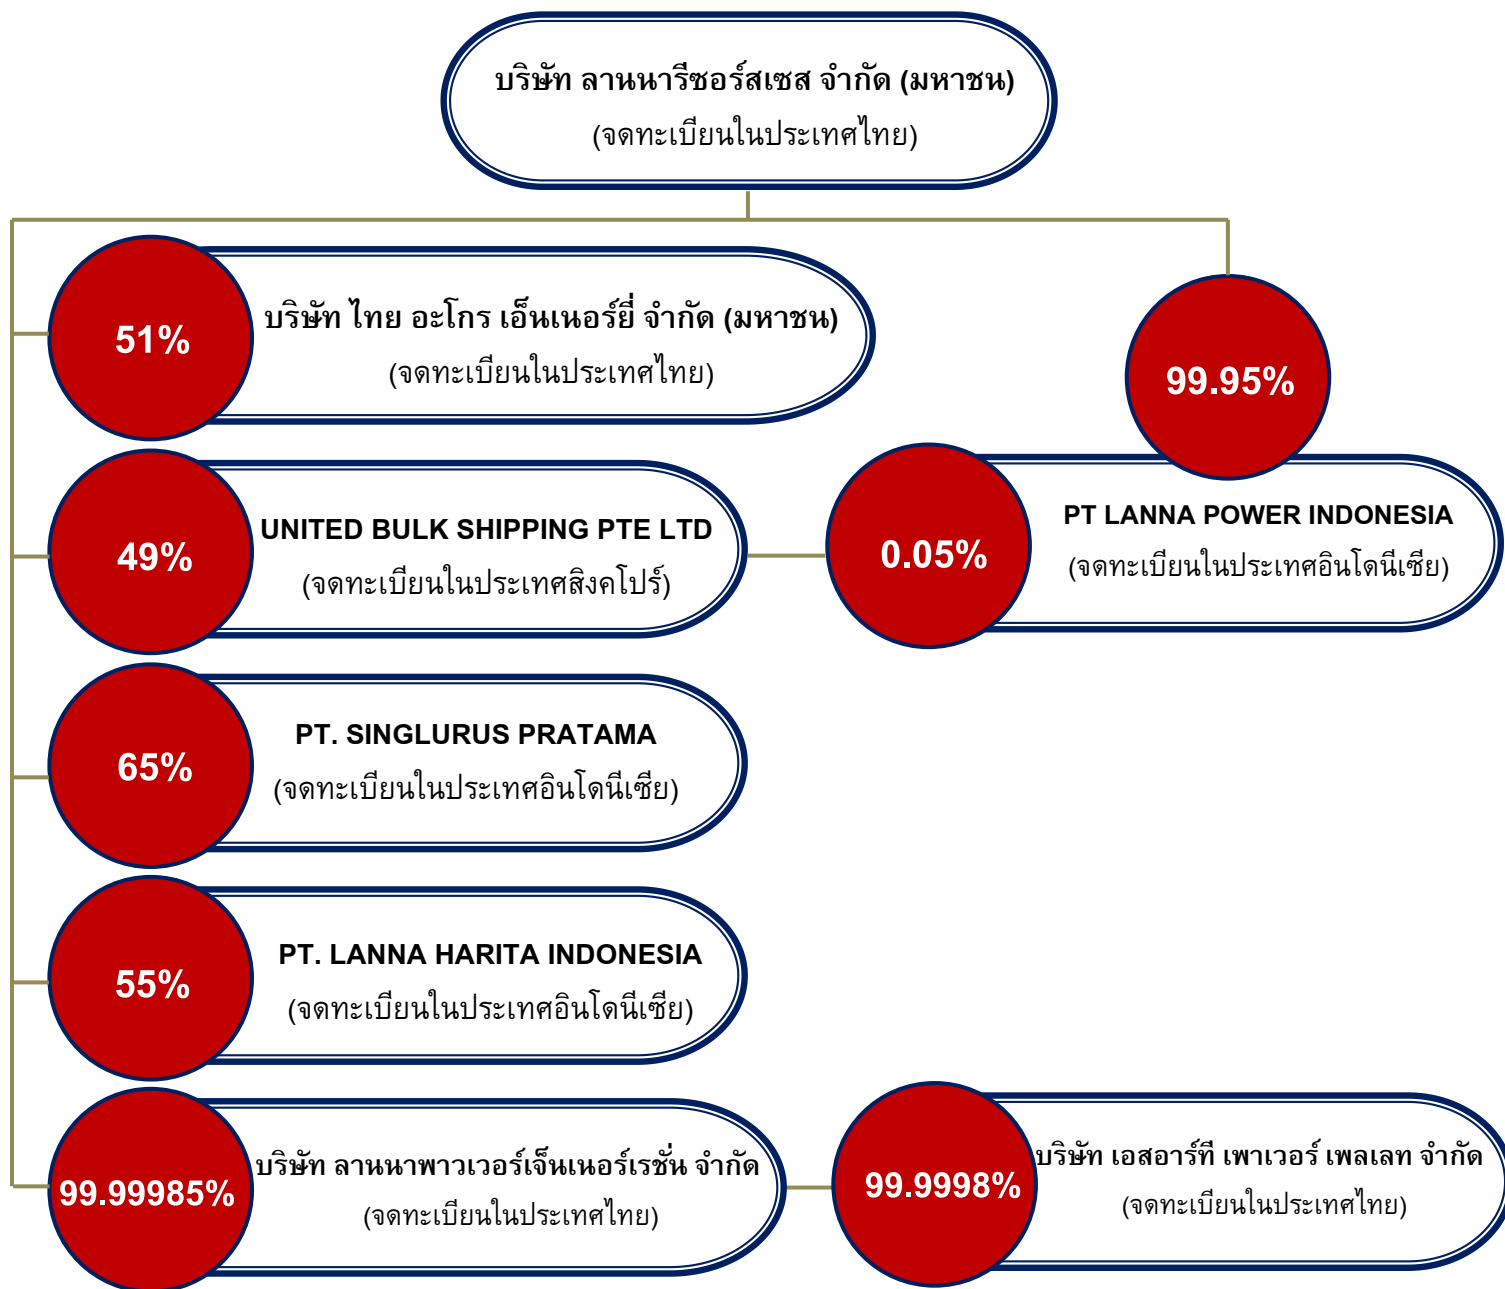 บริษัท ลานนารีซอร์สเซส จำกัด (มหาชน)
(จดทะเบียนในประเทศไทย)
51%
บริษัท ไทย อะโกร เอ็นเนอร์ยี่ จำกัด (มหาชน)
(จดทะเบียนในประเทศไทย)
99.95%
49%
UNITED BULK SHIPPING PTE LTD
(จดทะเบียนในประเทศสิงคโปร์)
0.05%
PT LANNA POWER INDONESIA
(จดทะเบียนในประเทศอินโดนีเซีย)
65%
PT. SINGLURUS PRATAMA
(จดทะเบียนในประเทศอินโดนีเซีย)
55%
PT. LANNA HARITA INDONESIA
(จดทะเบียนในประเทศอินโดนีเซีย)
99.99985%
บริษัท ลานนาพาวเวอร์เจ็นเนอร์เรชั่น จำกัด
(จดทะเบียนในประเทศไทย)
99.9998%
บริษัท เอสอาร์ที เพาเวอร์ เพลเลท จำกัด
(จดทะเบียนในประเทศไทย)